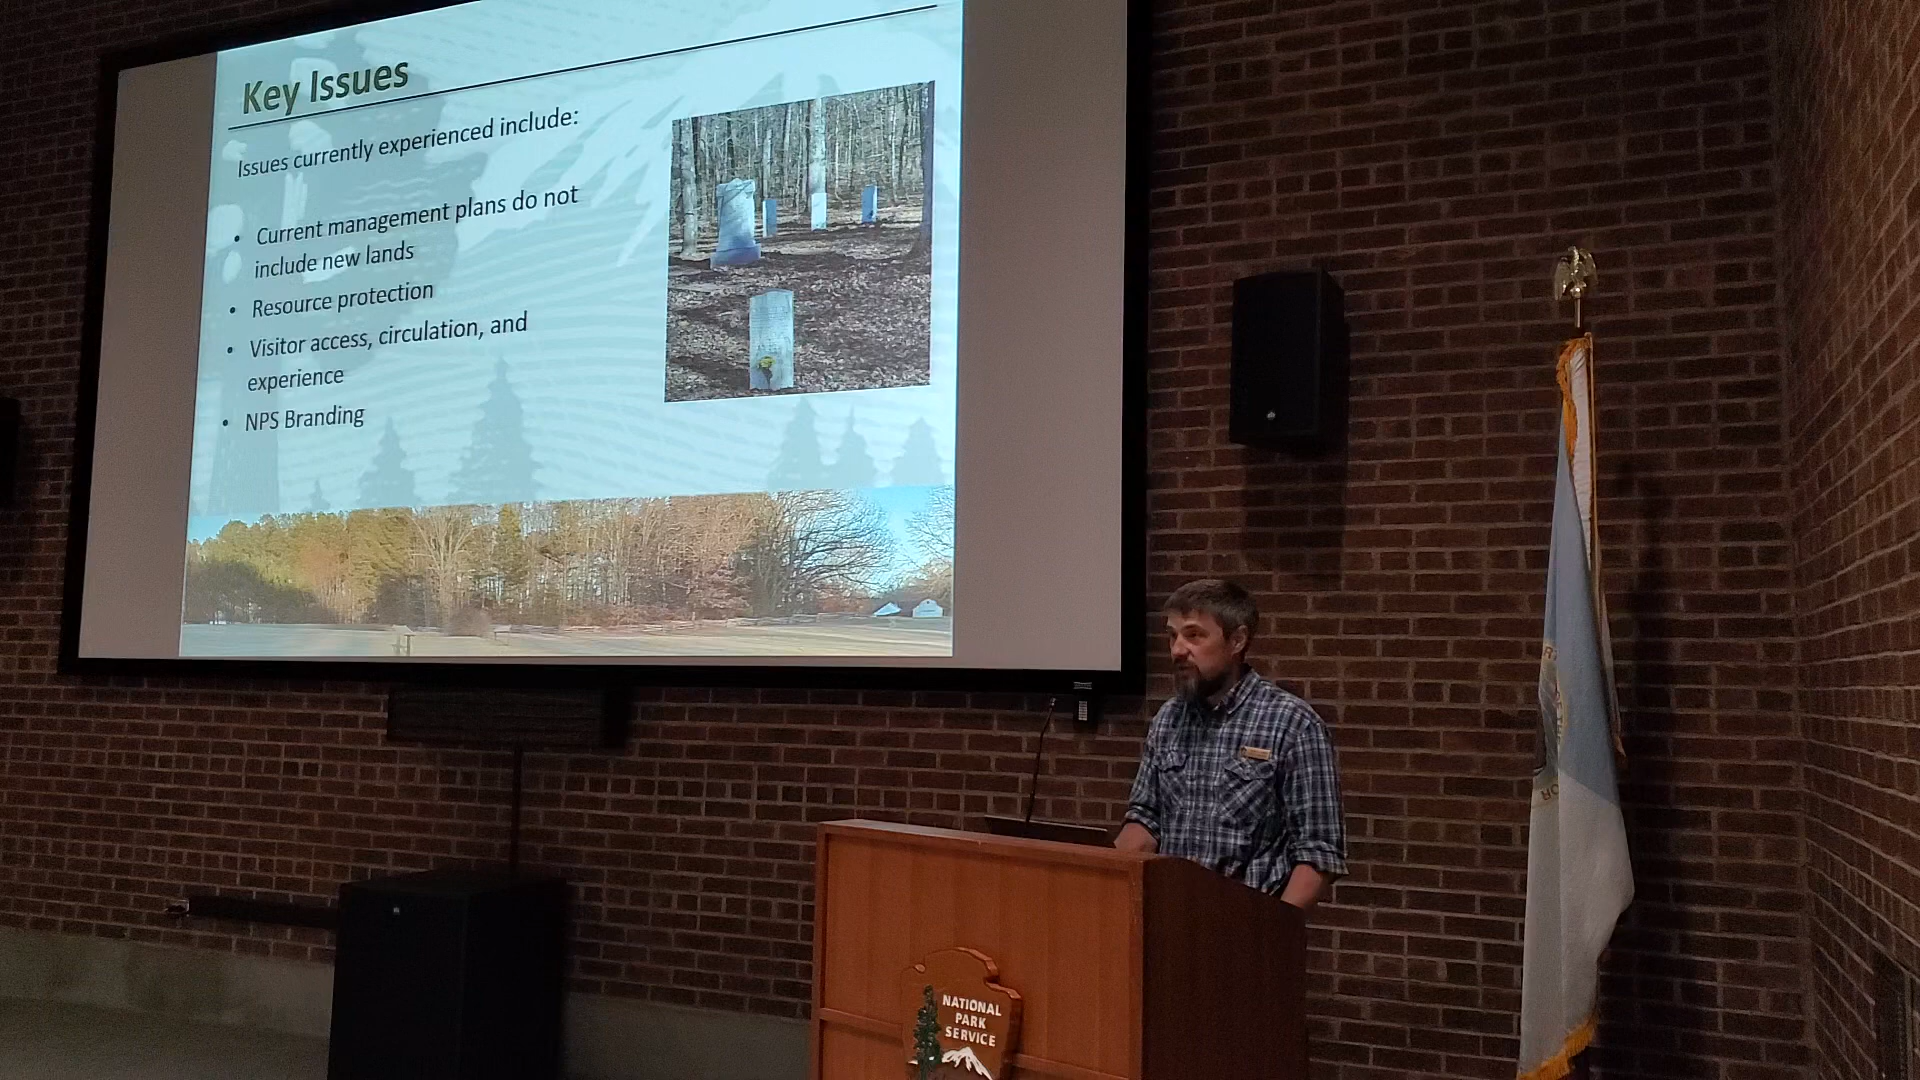 Key Issues
Issues currently experienced include:
• Current management plans do not
include new lands
• Resource protection
• Visitor access, circulation, and
experience
• NPS Branding
NATIONAL
PARK
SERVICE